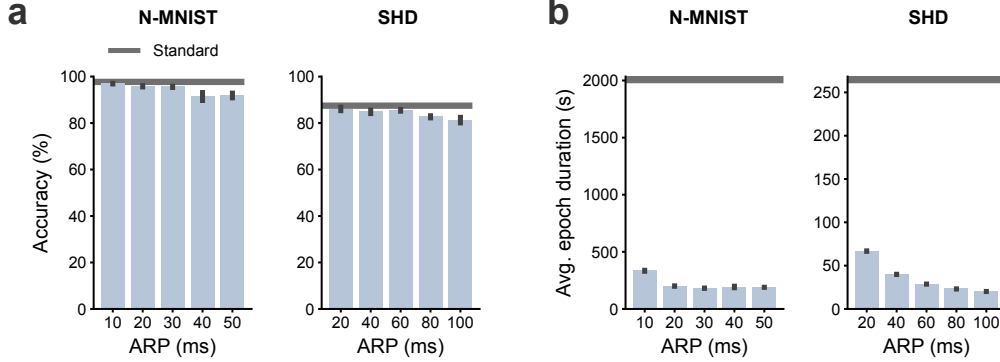 a
N-MNIST
SHD
Standard
Accuracy (%)
100
80
60
40
20
0
10 20 30 40 50
ARP (ms)
100
80
60
40
20
0
20 40 60 80 100
ARP (ms)
b
N-MNIST
SHD
Avg. epoch duration (s)
2000
1500
1000
500
0
10 20 30 40 50
ARP (ms)
250
200
150
100
50
0
20 40 60 80 100
ARP (ms)